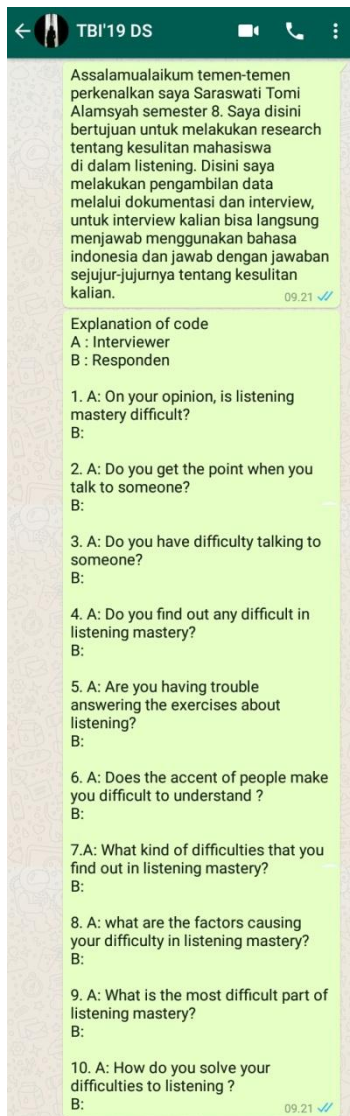 TBI'19 DS
Assalamualaikum temen-temen
perkenalkan saya Saraswati Tomi
Alamsyah semester 8. Saya disini
bertujuan untuk melakukan research
tentang kesulitan mahasiswa
di dalam listening. Disini saya
melakukan pengambilan data
melalui dokumentasi dan interview,
untuk interview kalian bisa langsung
menjawab menggunakan bahasa
indonesia dan jawab dengan jawaban
sejujur-jujurnya tentang kesulitan
kalian.
09.21
Explanation of code
A : Interviewer
B : Responden
1. A: On your opinion, is listening
mastery difficult?
B:
2. A: Do you get the point when you
talk to someone?
B:
3. A: Do you have difficulty talking to
someone?
B:
4. A: Do you find out any difficult in
listening mastery?
B:
5. A: Are you having trouble
answering the exercises about
listening?
B:
6. A: Does the accent of people make
you difficult to understand ?
B:
7.A: What kind of difficulties that you
find out in listening mastery?
B:
8. A: what are the factors causing
your difficulty in listening mastery?
B:
9. A: What is the most difficult part of
listening mastery?
B:
10. A: How do you solve your
difficulties to listening ?
B:
09.21